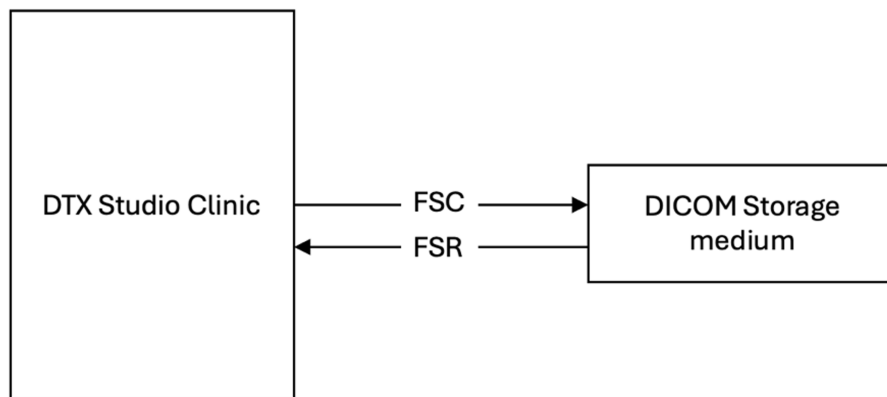 DTX Studio Clinic
FSC
FSR
DICOM Storage
medium